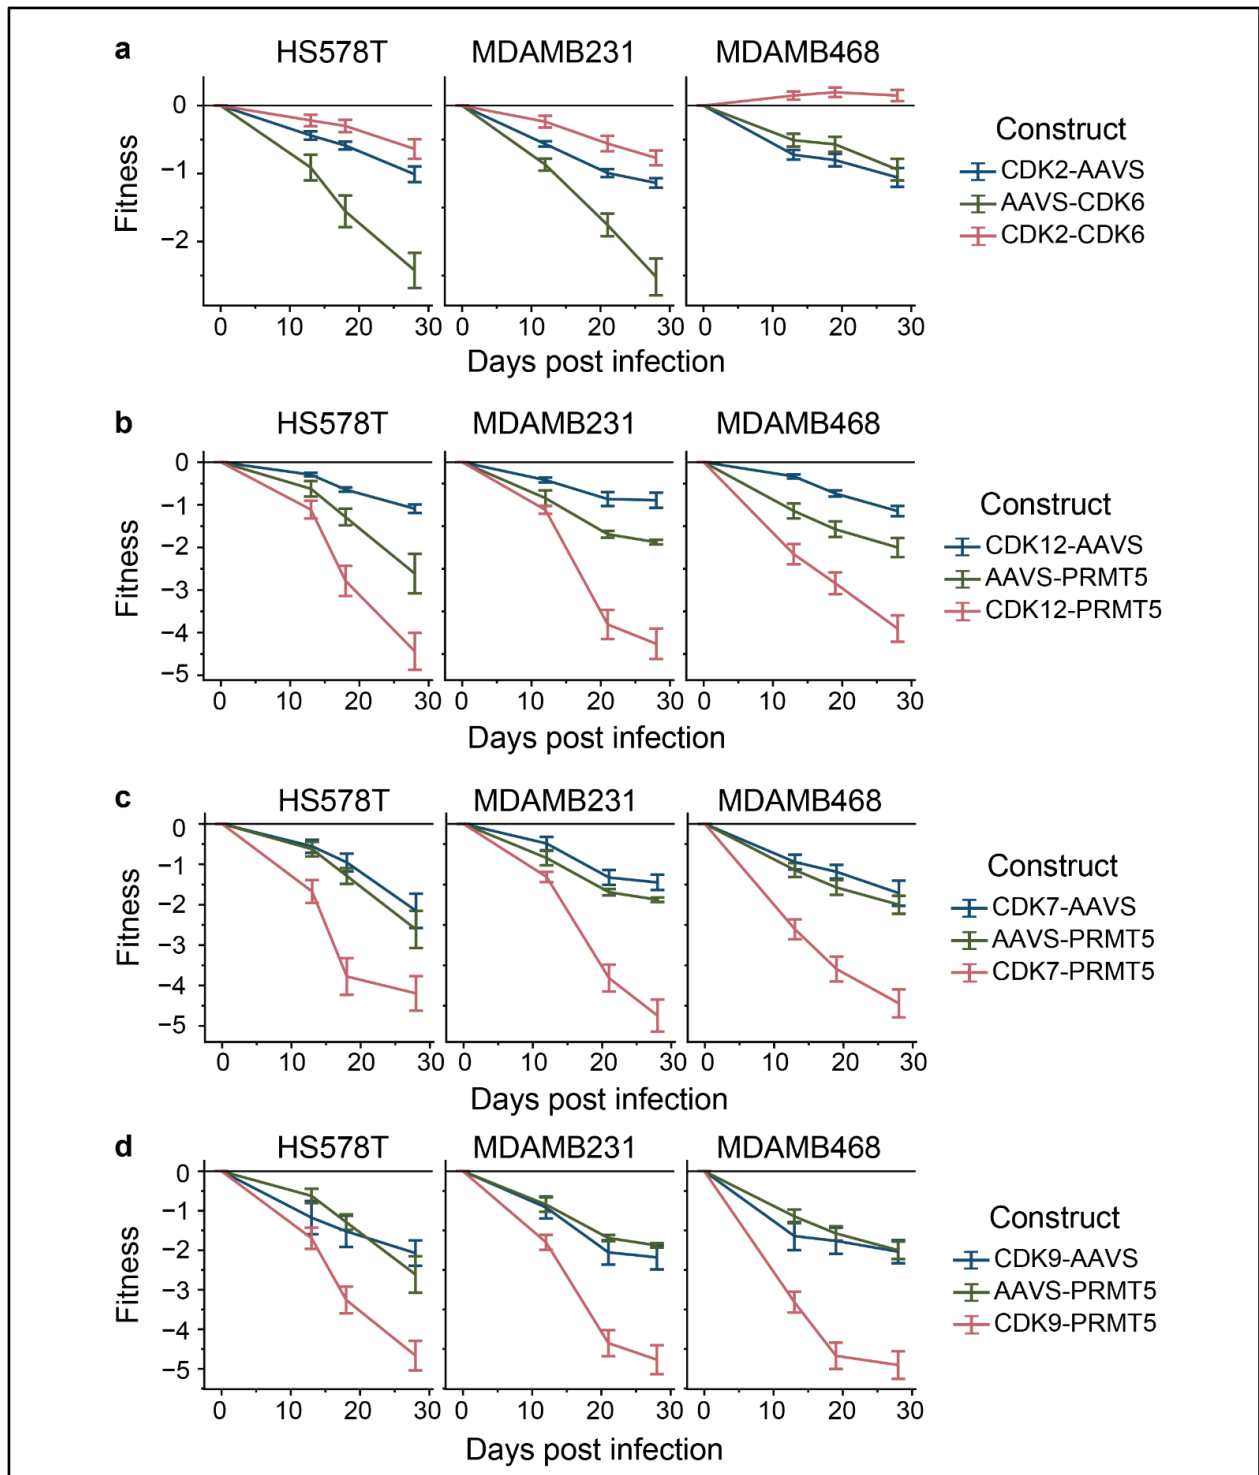 a
HS578T MDAMB231 MDAMB468
0
−1
−2
Fitness
0 10 20 30 0 10 20 30 0 10 20 30
Days post infection
Construct
CDK2-AAVS
AAVS-CDK6
CDK2-CDK6
b
HS578T MDAMB231 MDAMB468
0
−1
−2
−3
−4
−5
Fitness
0 10 20 30 0 10 20 30 0 10 20 30
Days post infection
Construct
CDK12-AAVS
AAVS-PRMT5
CDK12-PRMT5
c
HS578T MDAMB231 MDAMB468
0
−1
−2
−3
−4
−5
Fitness
0 10 20 30 0 10 20 30 0 10 20 30
Days post infection
Construct
CDK7-AAVS
AAVS-PRMT5
CDK7-PRMT5
d
HS578T MDAMB231 MDAMB468
0
−1
−2
−3
−4
−5
Fitness
0 10 20 30 0 10 20 30 0 10 20 30
Days post infection
Construct
CDK9-AAVS
AAVS-PRMT5
CDK9-PRMT5